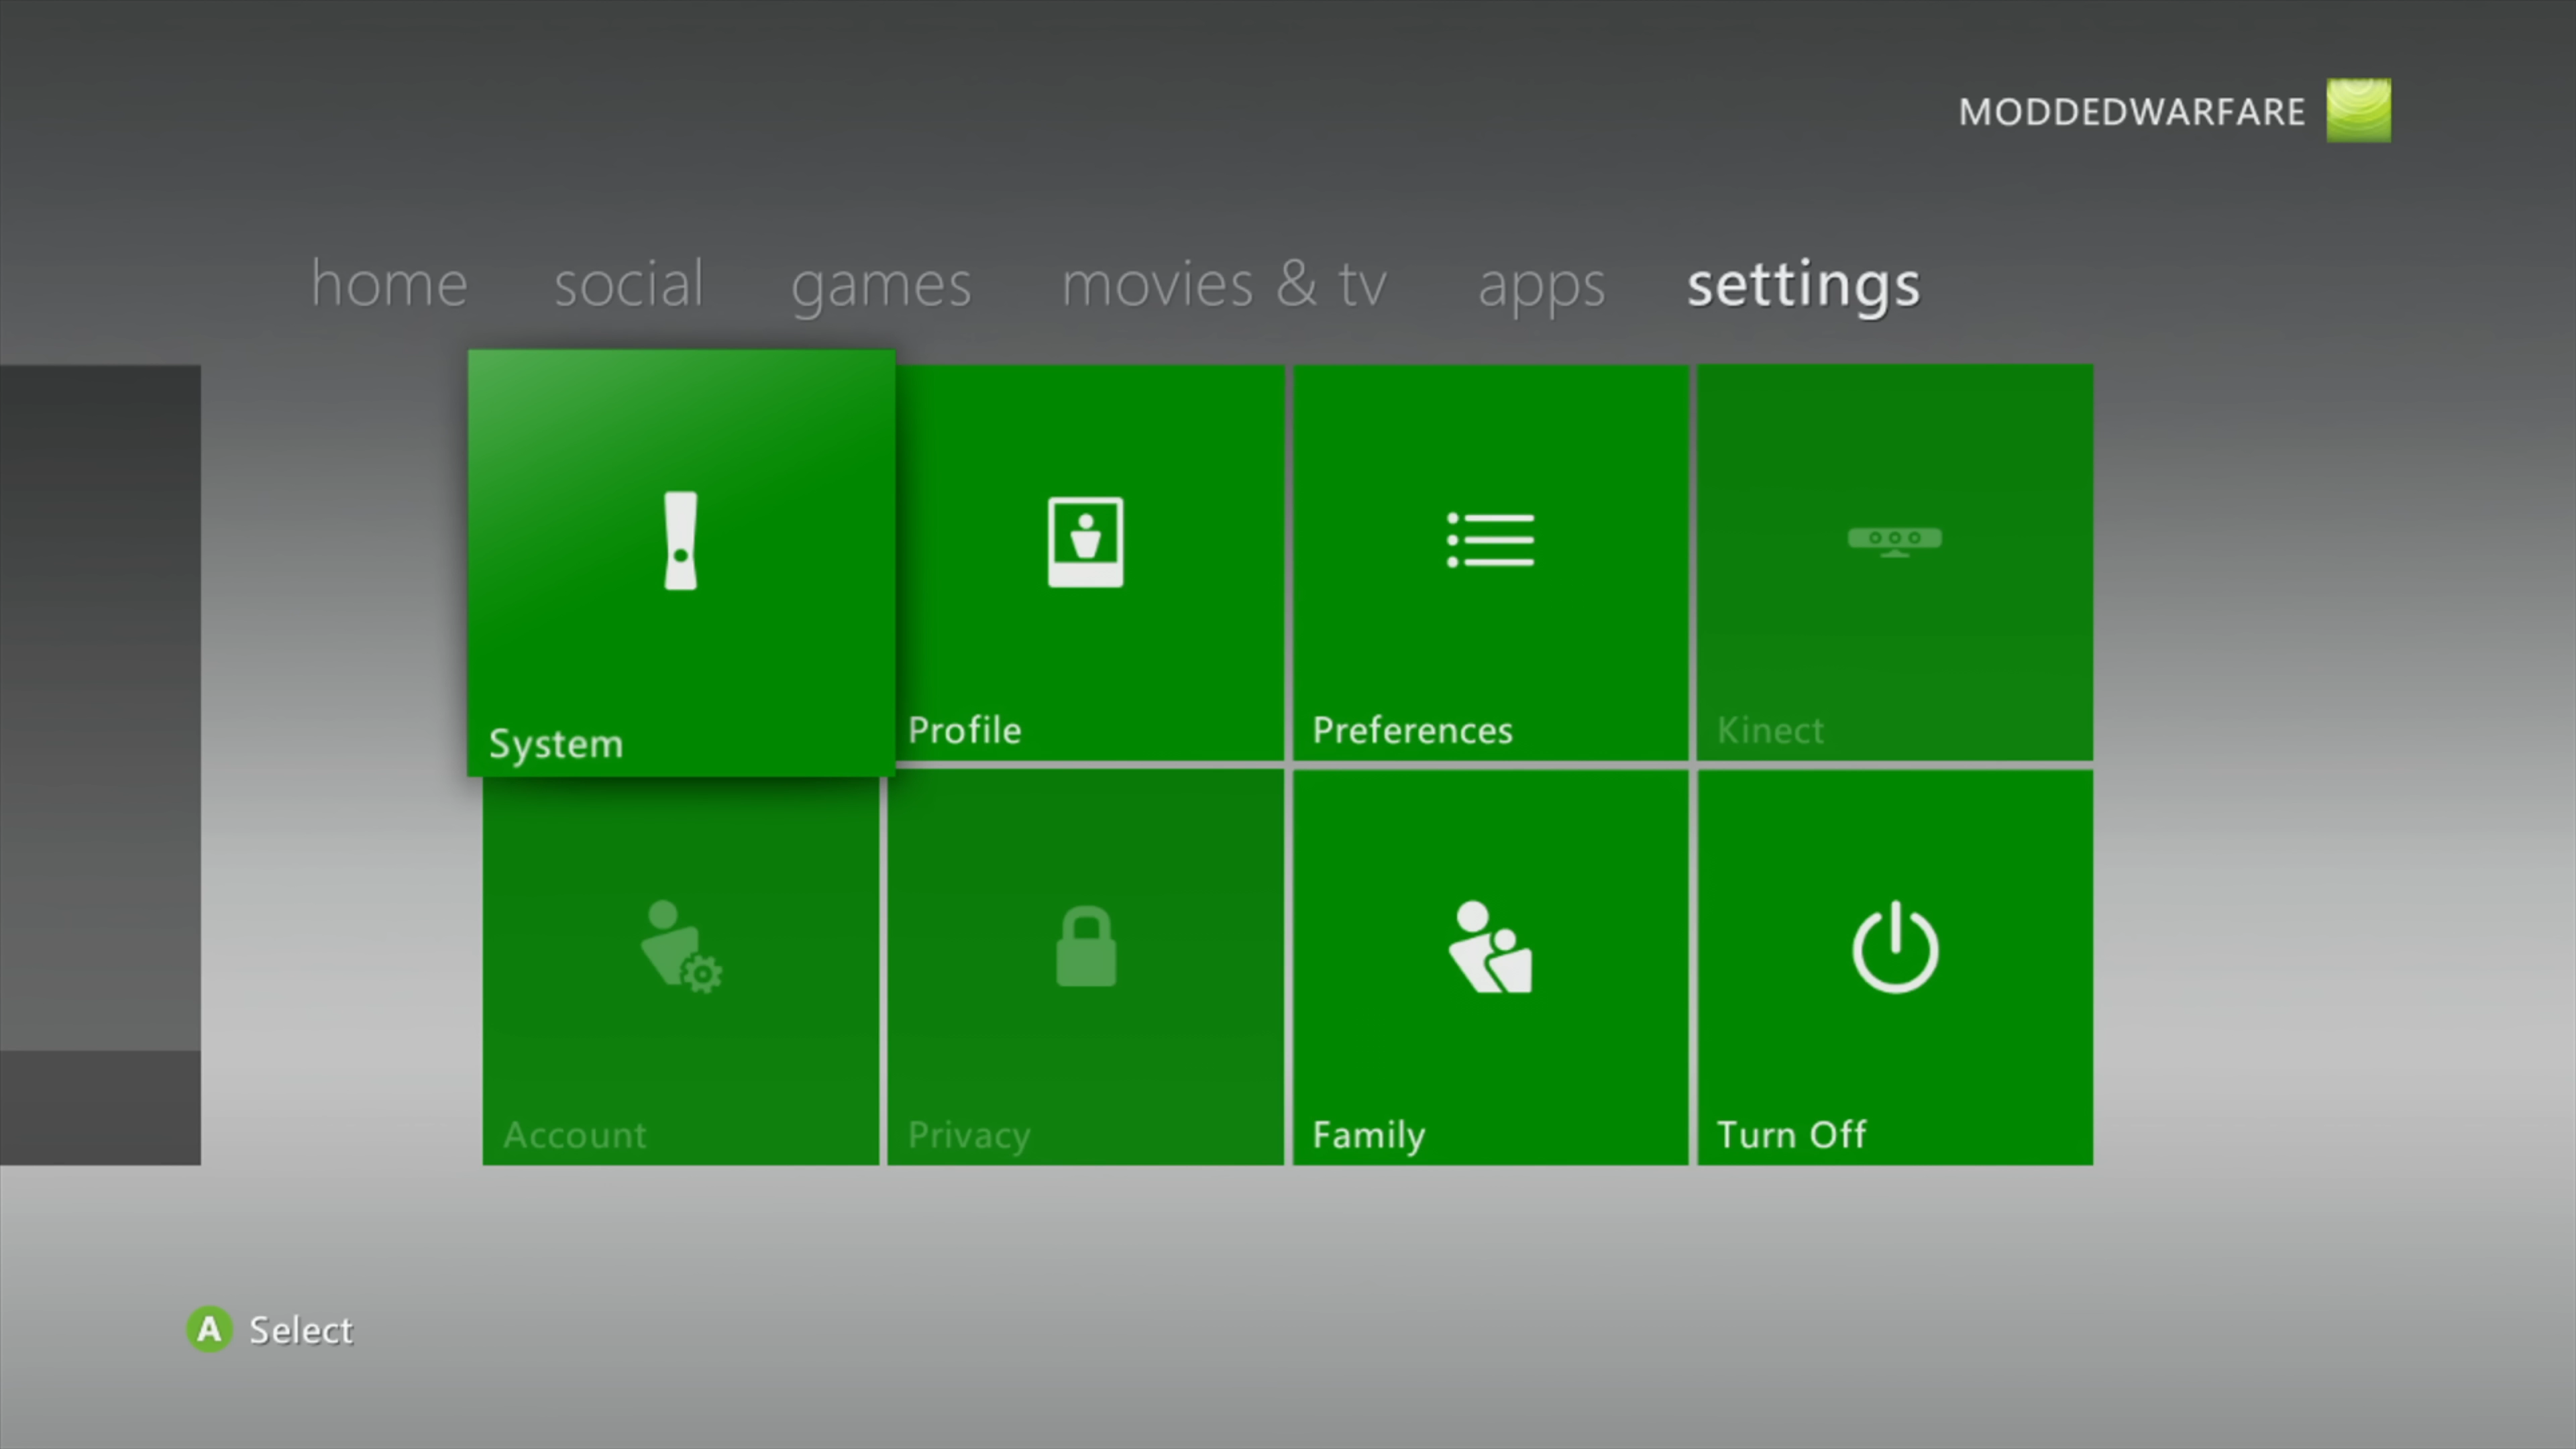 MODDEDWARFARE
home social games movies & tv apps settings
System
Profile
Preferences
Kinect
Account
Privacy
Family
Turn Off
A Select